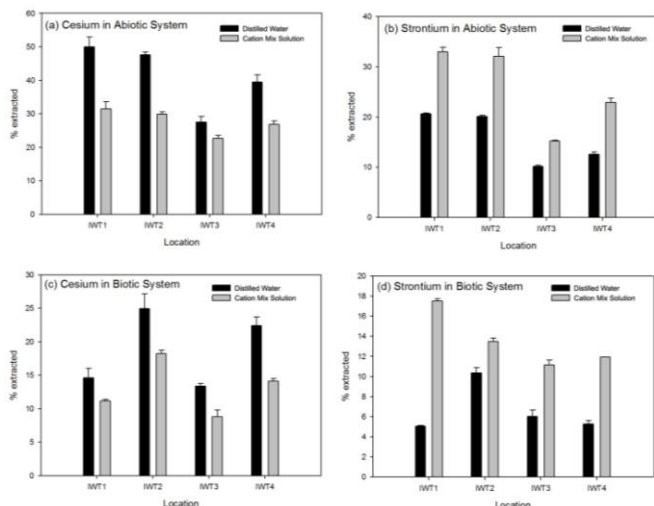 (a) Cesium in Abiotic System
Distilled Water
Cation Mix Solution
60
50
40
30
20
10
0
% extracted
IWT1 IWT2 IWT3 IWT4
Location
(b) Strontium in Abiotic System
Distilled Water
Cation Mix Solution
40
30
20
10
0
% extracted
IWT1 IWT2 IWT3 IWT4
Location
(c) Cesium in Biotic System
Distilled Water
Cation Mix Solution
30
25
20
15
10
5
0
% extracted
IWT1 IWT2 IWT3 IWT4
Location
(d) Strontium in Biotic System
Distilled Water
Cation Mix Solution
18
16
14
12
10
8
6
4
2
0
% extracted
IWT1 IWT2 IWT3 IWT4
Location